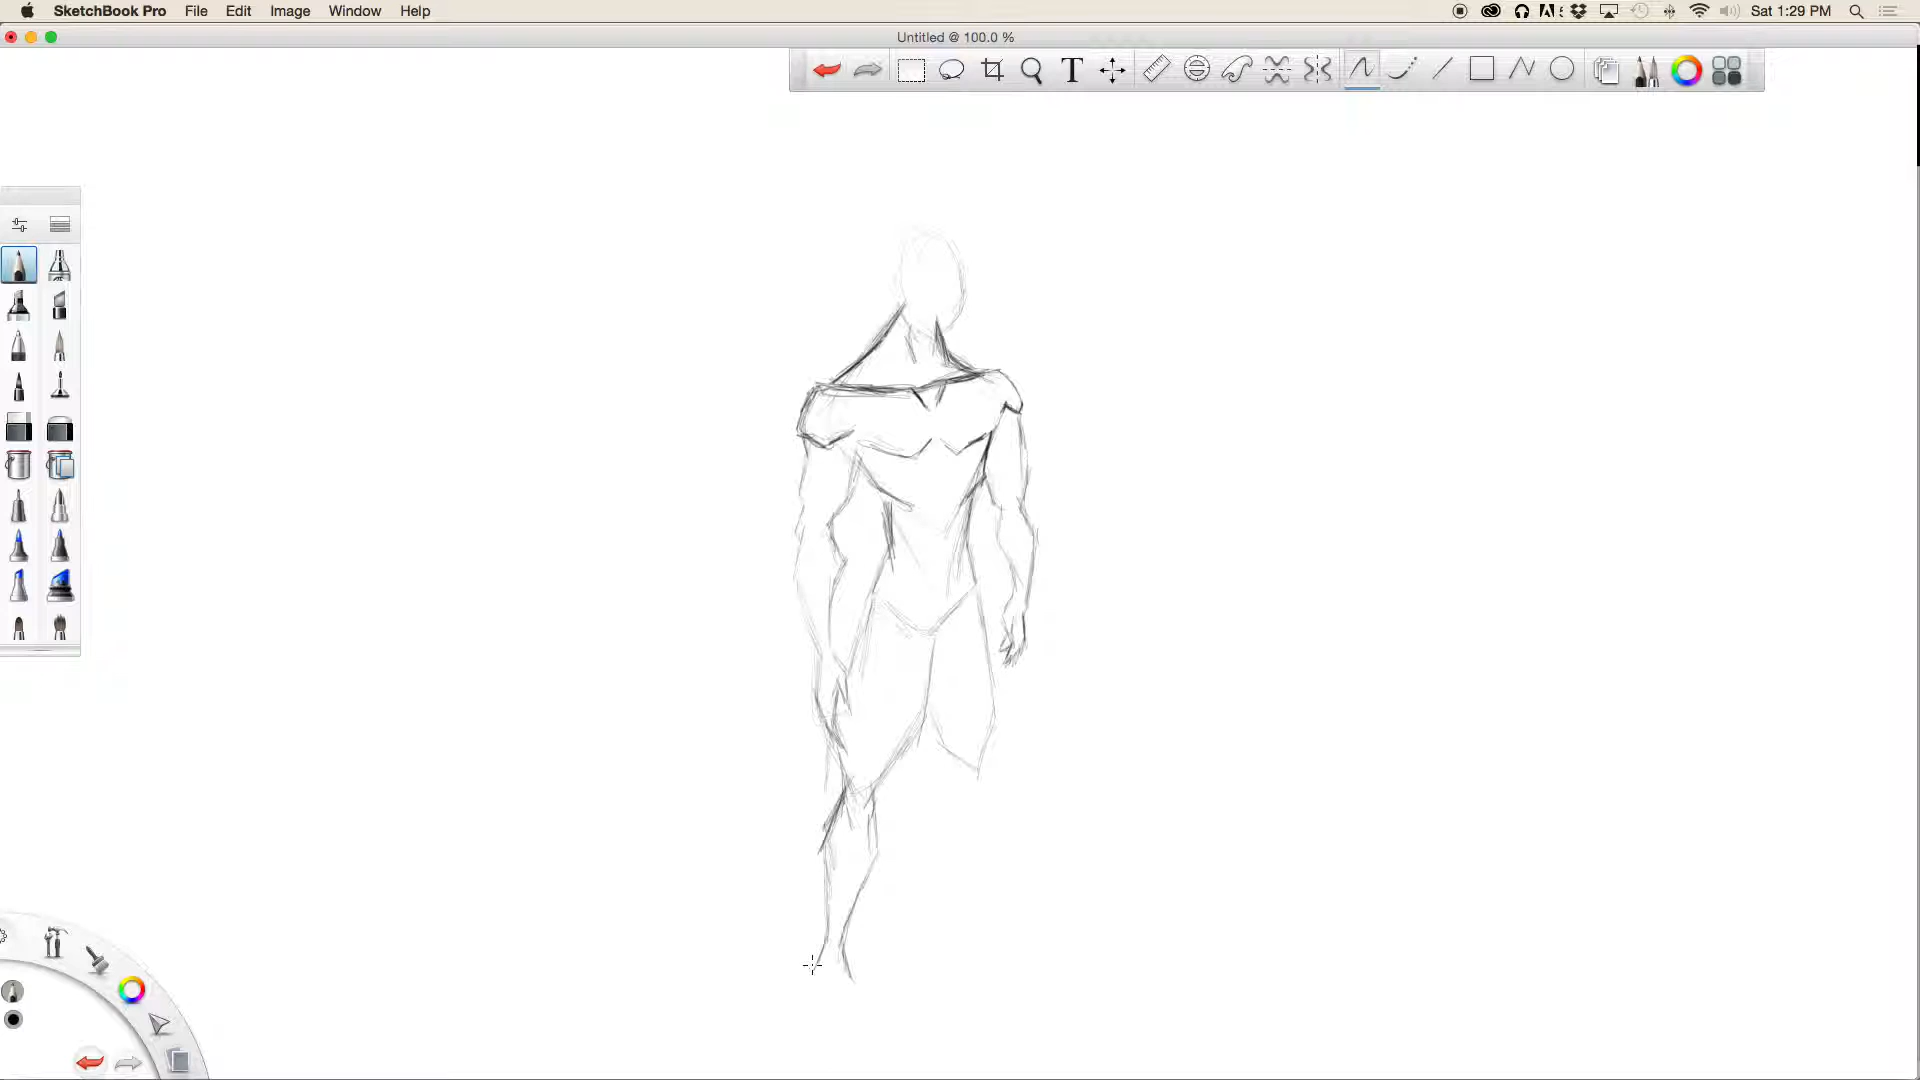 SketchBook Pro File Edit Image Window Help Sat 1:29 PM
Untitled @ 100.0 %
T